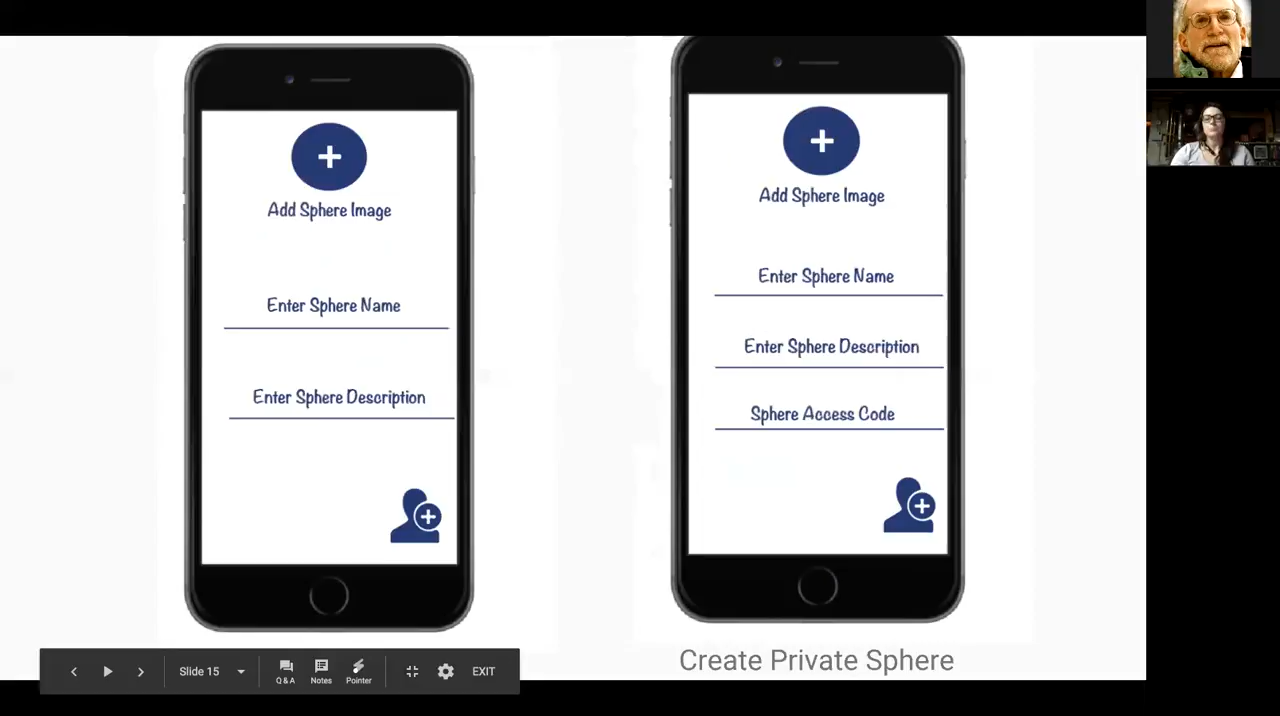 Add Sphere Image
Enter Sphere Name
Enter Sphere Description
Add Sphere Image
Enter Sphere Name
Enter Sphere Description
Sphere Access Code
Create Private Sphere
Slide 15
Q & A
Notes
Pointer
EXIT